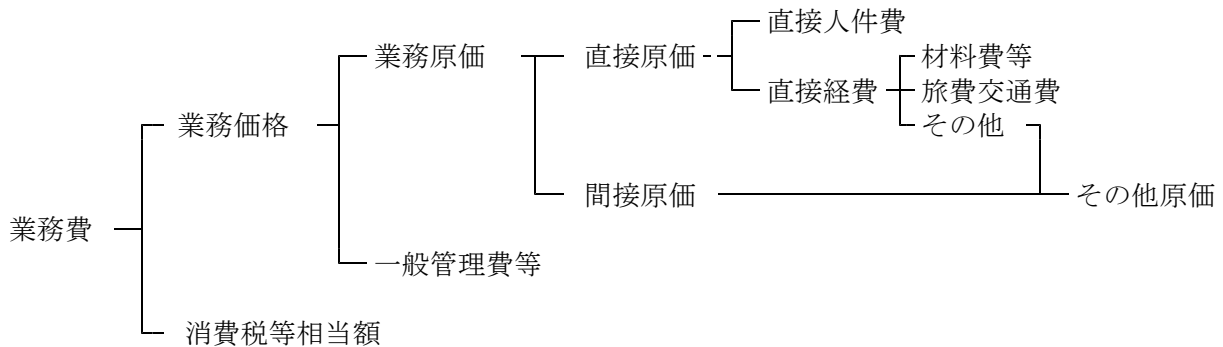 直接人件費
業務原価 直接原価 材料費等
直接経費 旅費交通費
業務価格 その他
間接原価 その他原価
業務費
一般管理費等
消費税等相当額